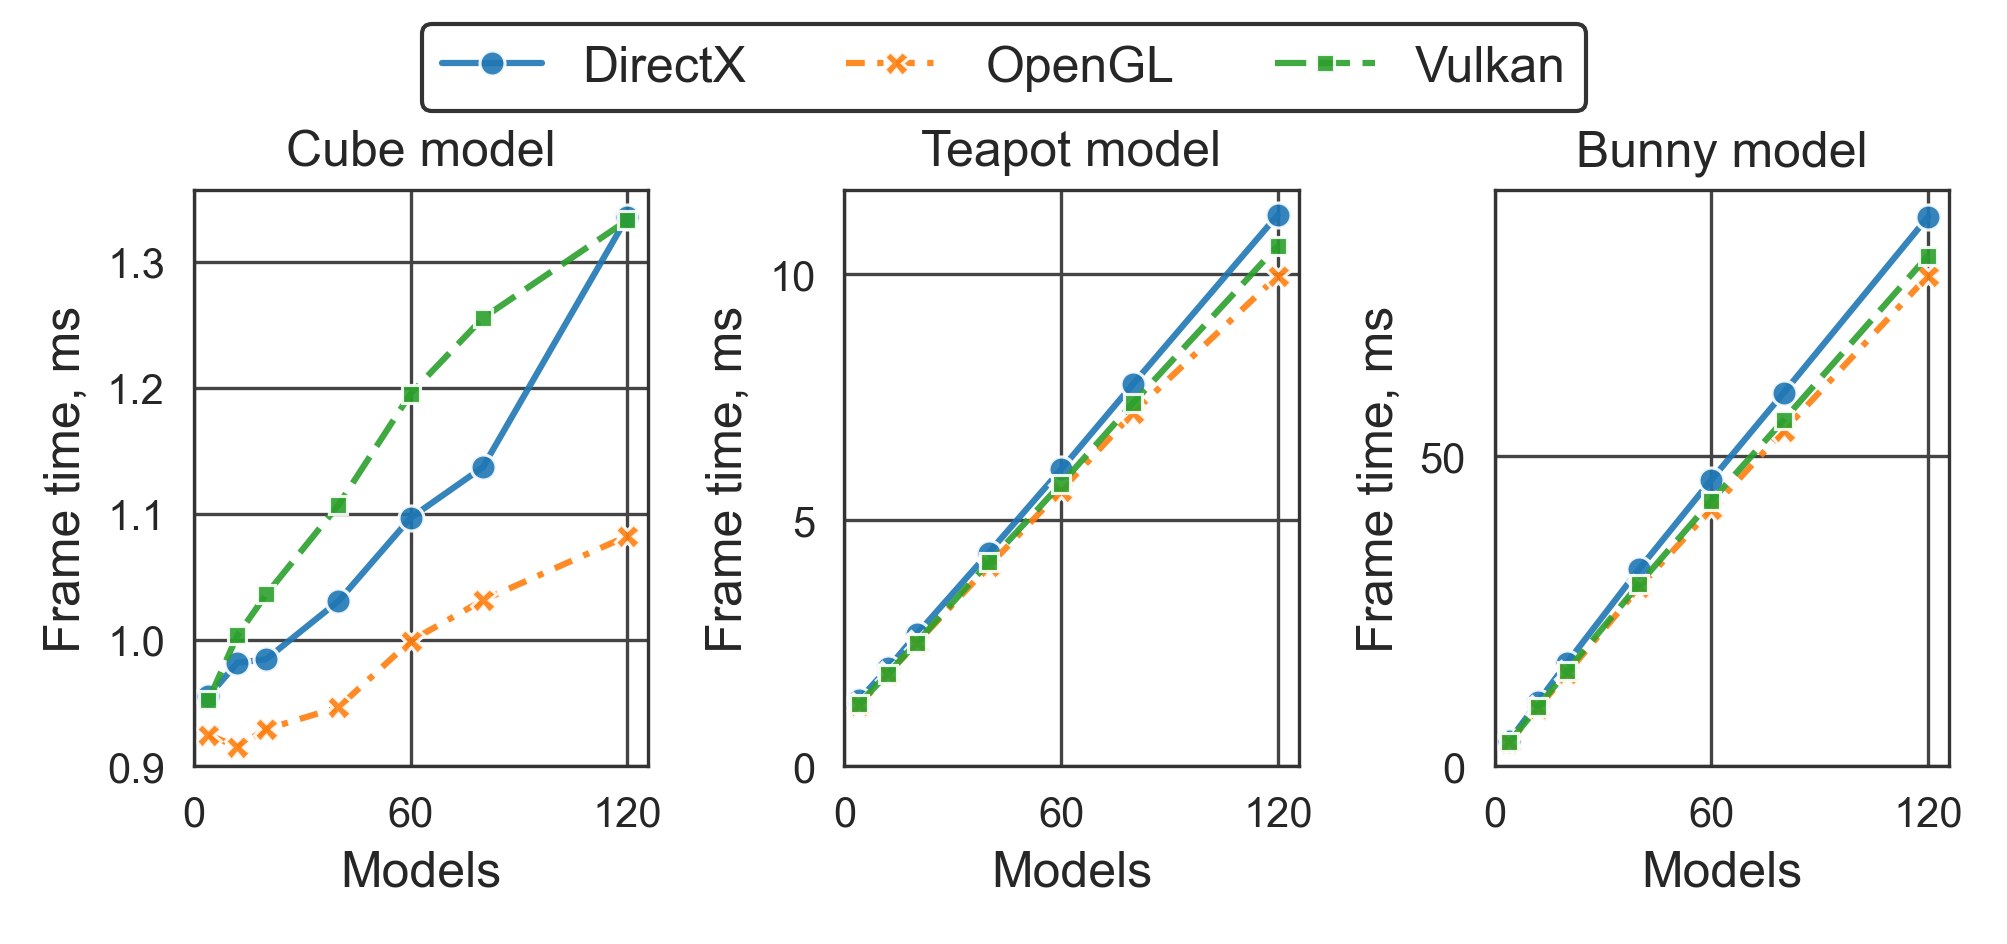 DirectX OpenGL Vulkan
Cube model
Frame time, ms
1.3
1.2
1.1
1.0
0.9
0 60 120
Models
Teapot model
Frame time, ms
10
5
0
0 60 120
Models
Bunny model
Frame time, ms
50
0
0 60 120
Models